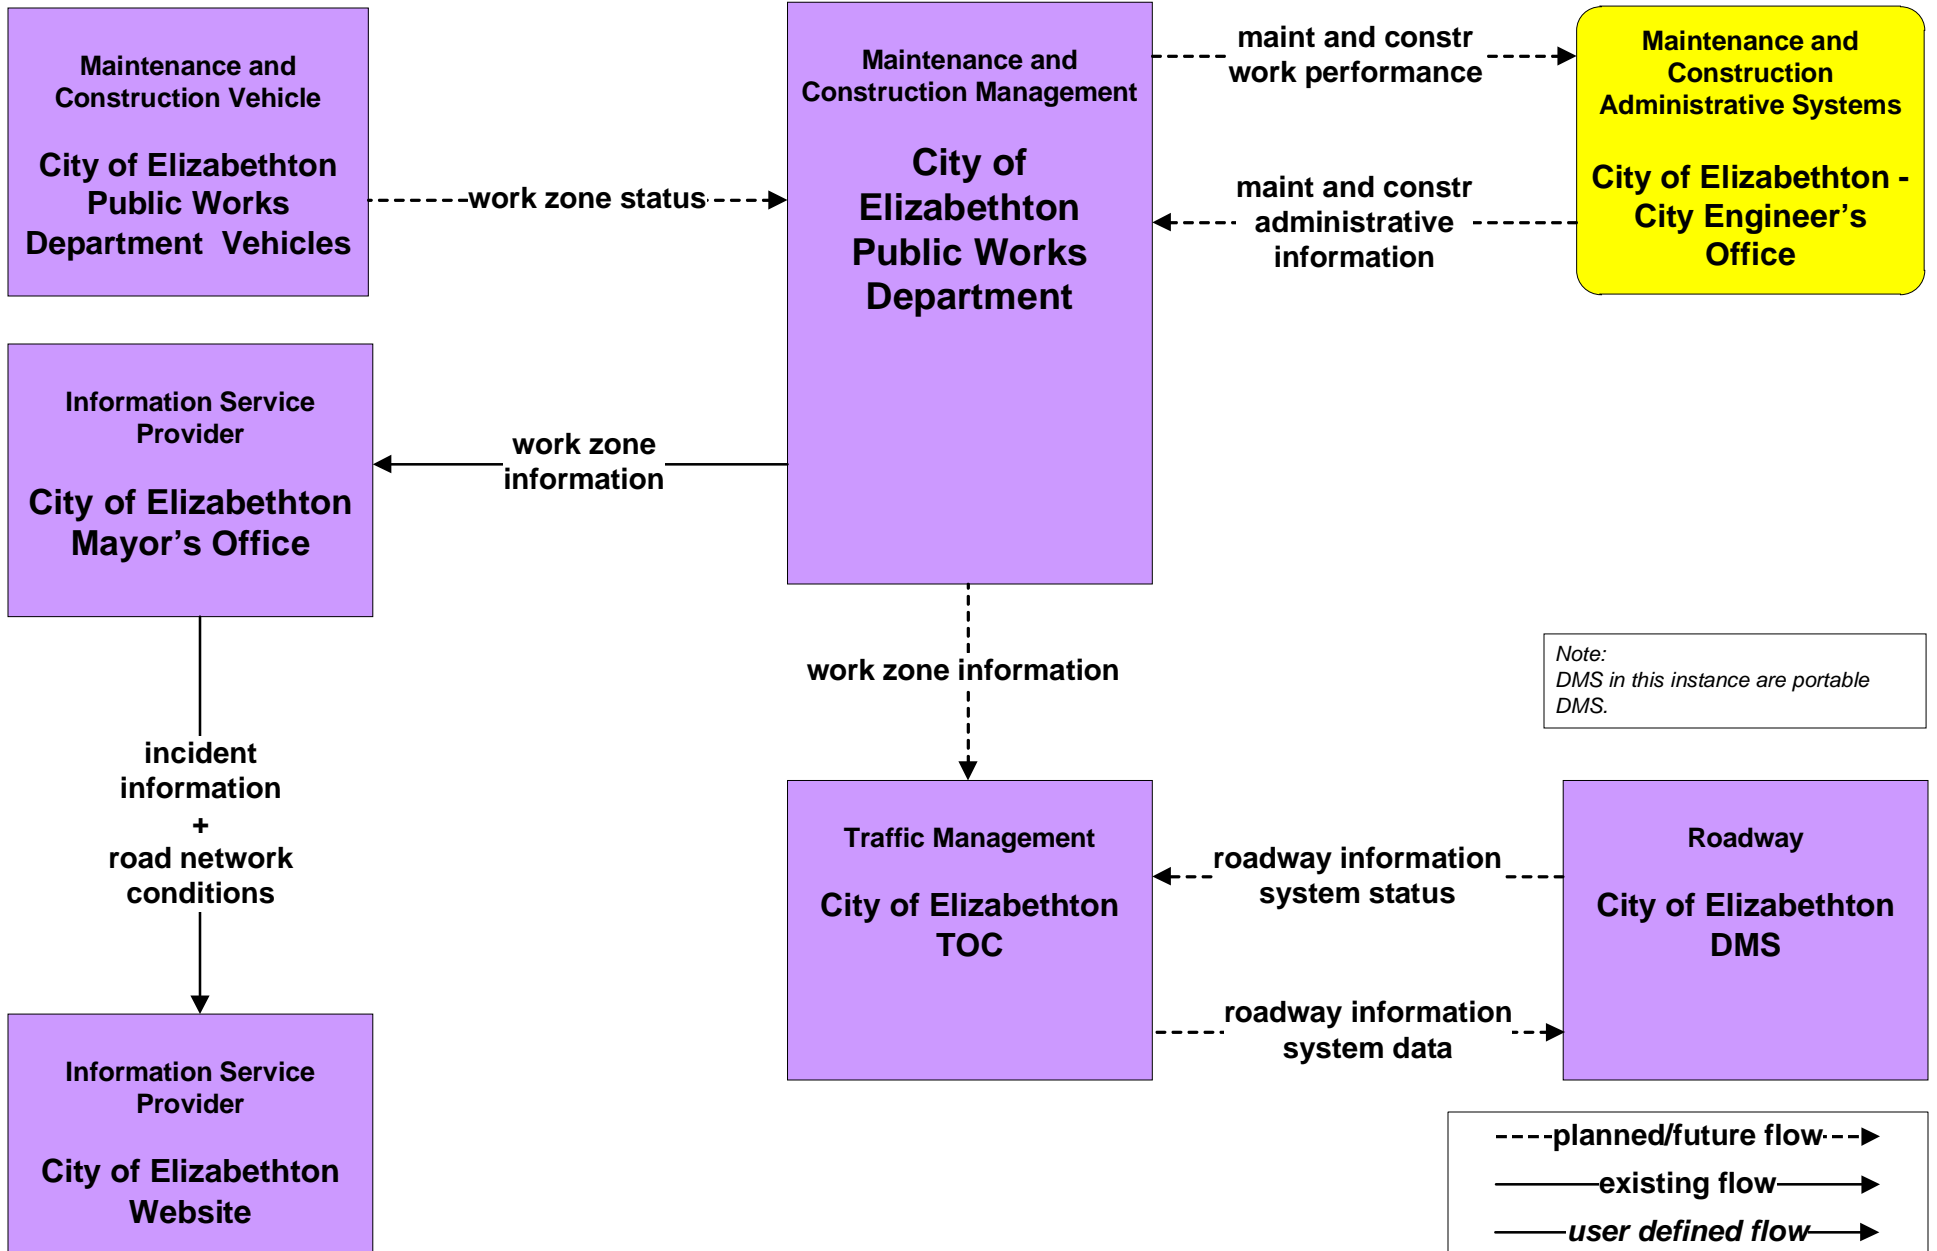 Maintenance and
Construction Vehicle
City of Elizabethton
Public Works
Department Vehicles
work zone status
Maintenance and
Construction Management
City of
Elizabethton
Public Works
Department
maint and constr
work performance
maint and constr
administrative
information
Maintenance and
Construction
Administrative Systems
City of Elizabethton -
City Engineer's
Office
Information Service
Provider
City of Elizabethton
Mayor's Office
work zone
information
work zone information
Note:
DMS in this instance are portable
DMS.
incident
information
+
road network
conditions
Traffic Management
City of Elizabethton
TOC
roadway information
system status
roadway information
system data
Roadway
City of Elizabethton
DMS
Information Service
Provider
City of Elizabethton
Website
planned/future flow
existing flow
user defined flow